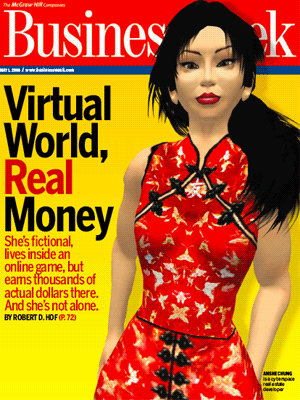 The McGraw-Hill Companies
BusinessWeek
MAY 1, 2006 / www.businessweek.com
Virtual
World,
Real
Money
She's fictional,
lives inside an
online game, but
earns thousands of
actual dollars there.
And she's not alone.
BY ROBERT D. HOF (P. 72)
ANSHE CHUNG
is a cyberspace
real estate
developer